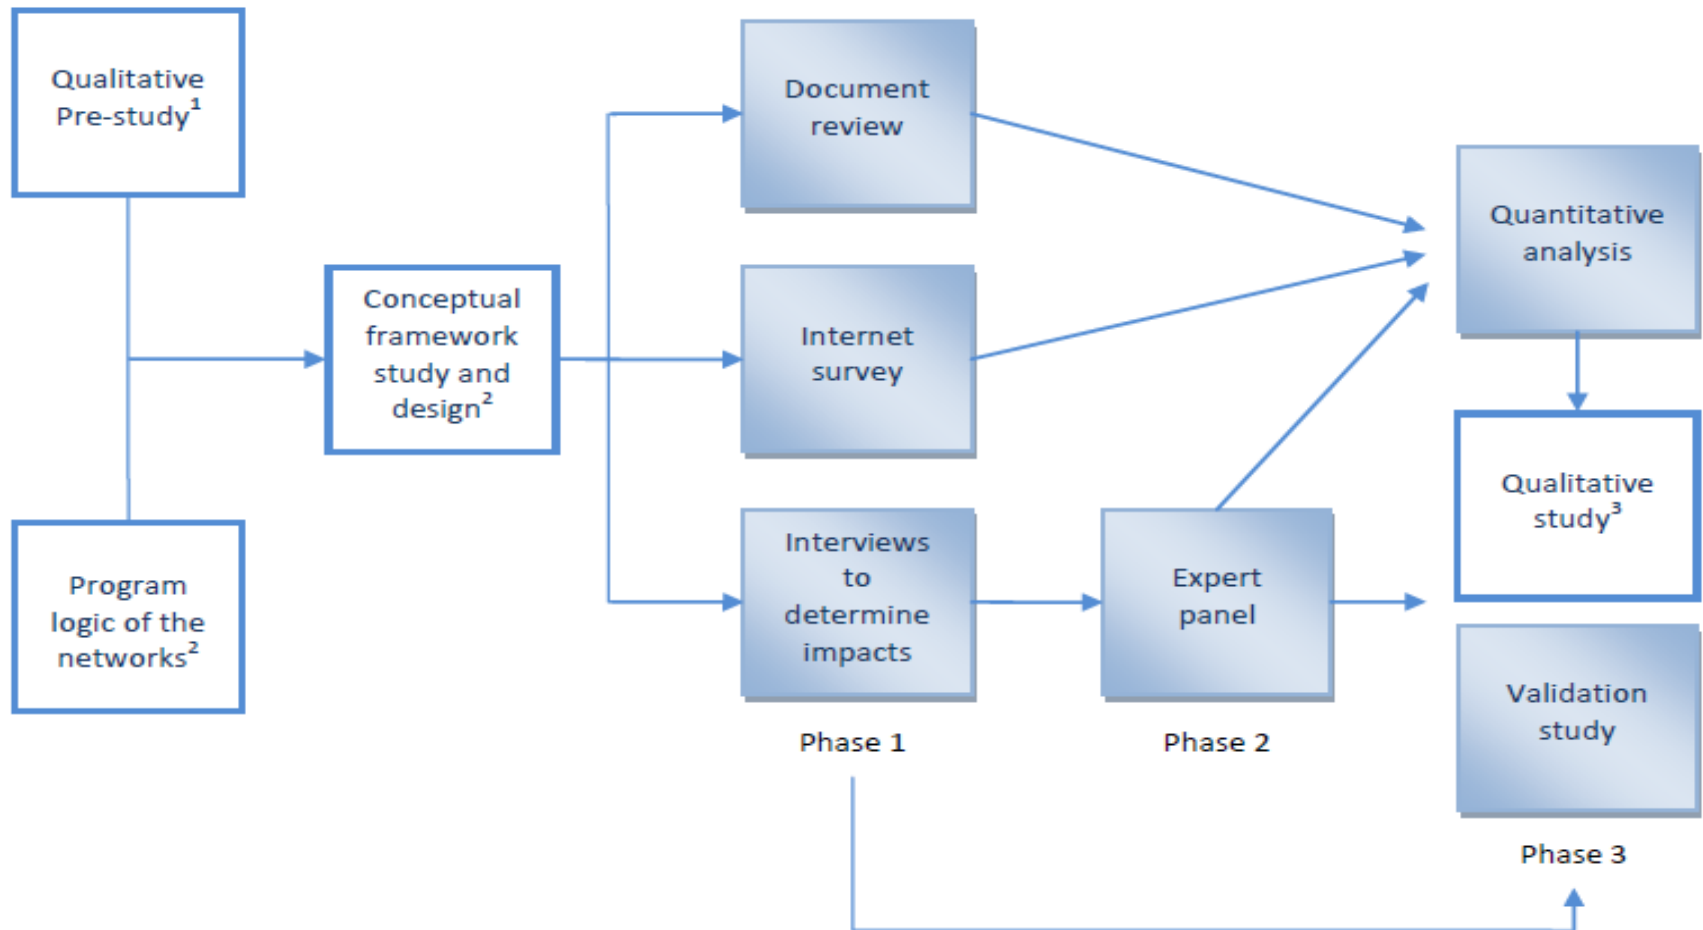 Qualitative
Pre-study¹
Program
logic of the
networks²
Conceptual
framework
study and
design²
Document
review
Internet
survey
Interviews
to
determine
impacts
Phase 1
Expert
panel
Phase 2
Quantitative
analysis
Qualitative
study³
Validation
study
Phase 3